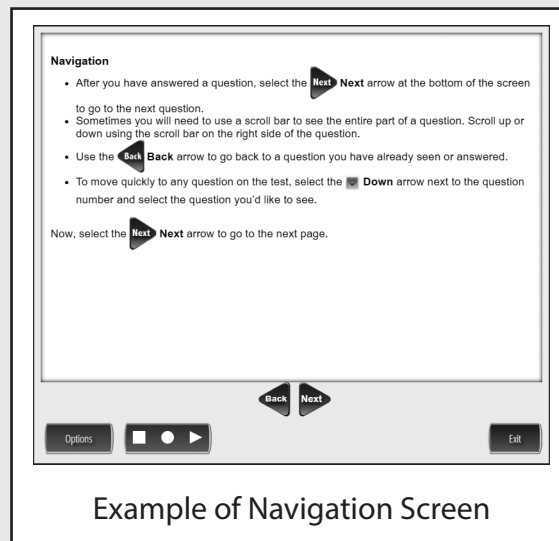 Navigation
• After you have answered a question, select the Next Next arrow at the bottom of the screen
to go to the next question.
• Sometimes you will need to use a scroll bar to see the entire part of a question. Scroll up or
down using the scroll bar on the right side of the question.
• Use the Back Back arrow to go back to a question you have already seen or answered.
• To move quickly to any question on the test, select the Down arrow next to the question
number and select the question you'd like to see.
Now, select the Next Next arrow to go to the next page.
Back Next
Options Exit
Example of Navigation Screen